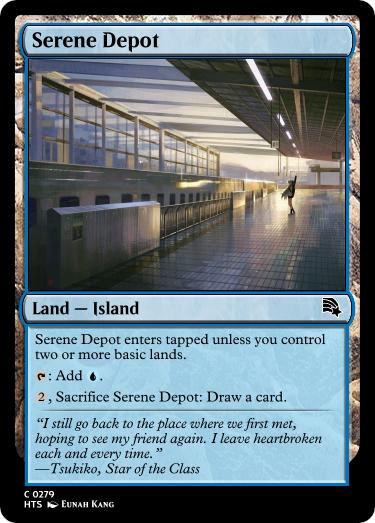 Serene Depot
Land — Island
Serene Depot enters tapped unless you control
two or more basic lands.
: Add .
2, Sacrifice Serene Depot: Draw a card.
“I still go back to the place where we first met,
hoping to see my friend again. I leave heartbroken
each and every time.”
—Tsukiko, Star of the Class
C 0279
HTS Eunah Kang